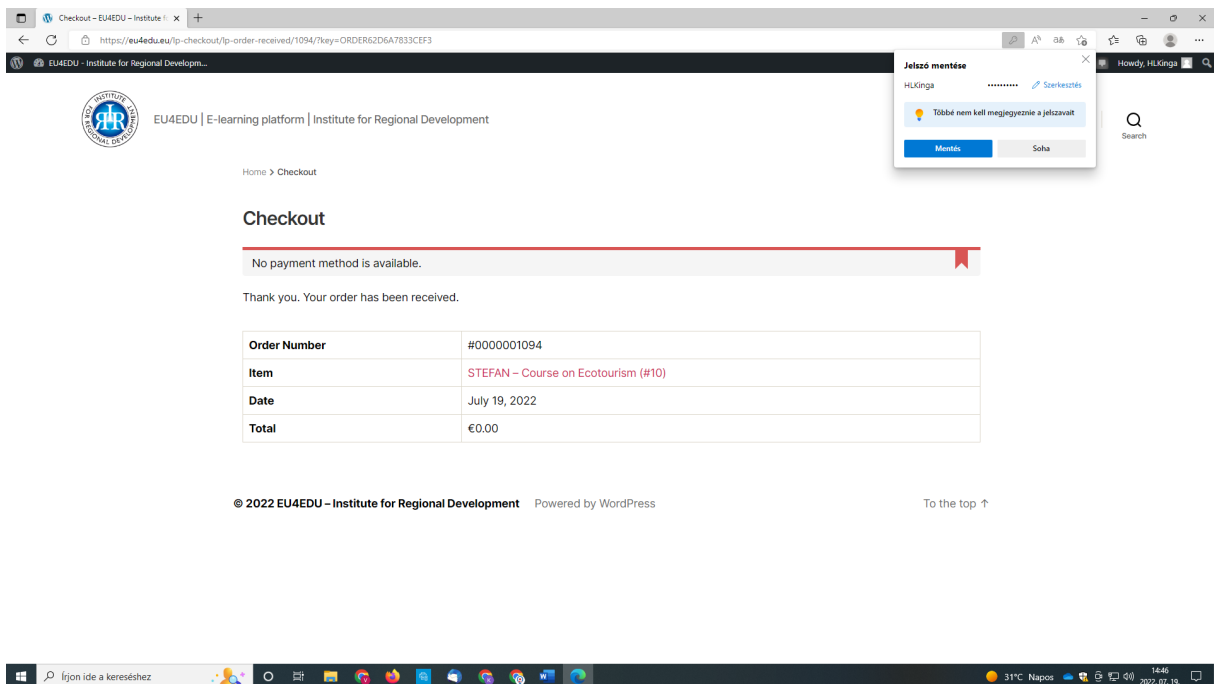 Checkout – EU4EDU – Institute f
https://eu4edu.eu/lp-checkout/lp-order-received/1094/?key=ORDER62D6A7833CEF3
EU4EDU - Institute for Regional Developm...
Howdy, HLKinga
Jelszó mentése
HLKinga •••••••••• Szerkesztés
Többé nem kell megjegyeznie a jelszavait
Mentés Soha
INSTITUTE FOR REGIONAL DEVELOPMENT
EU4EDU | E-learning platform | Institute for Regional Development
Search
Home > Checkout
Checkout
No payment method is available.
Thank you. Your order has been received.
Order Number #0000001094
Item STEFAN – Course on Ecotourism (#10)
Date July 19, 2022
Total €0.00
© 2022 EU4EDU – Institute for Regional Development Powered by WordPress To the top ↑
Írjon ide a kereséshez
31°C Napos
14:46
2022. 07. 19.